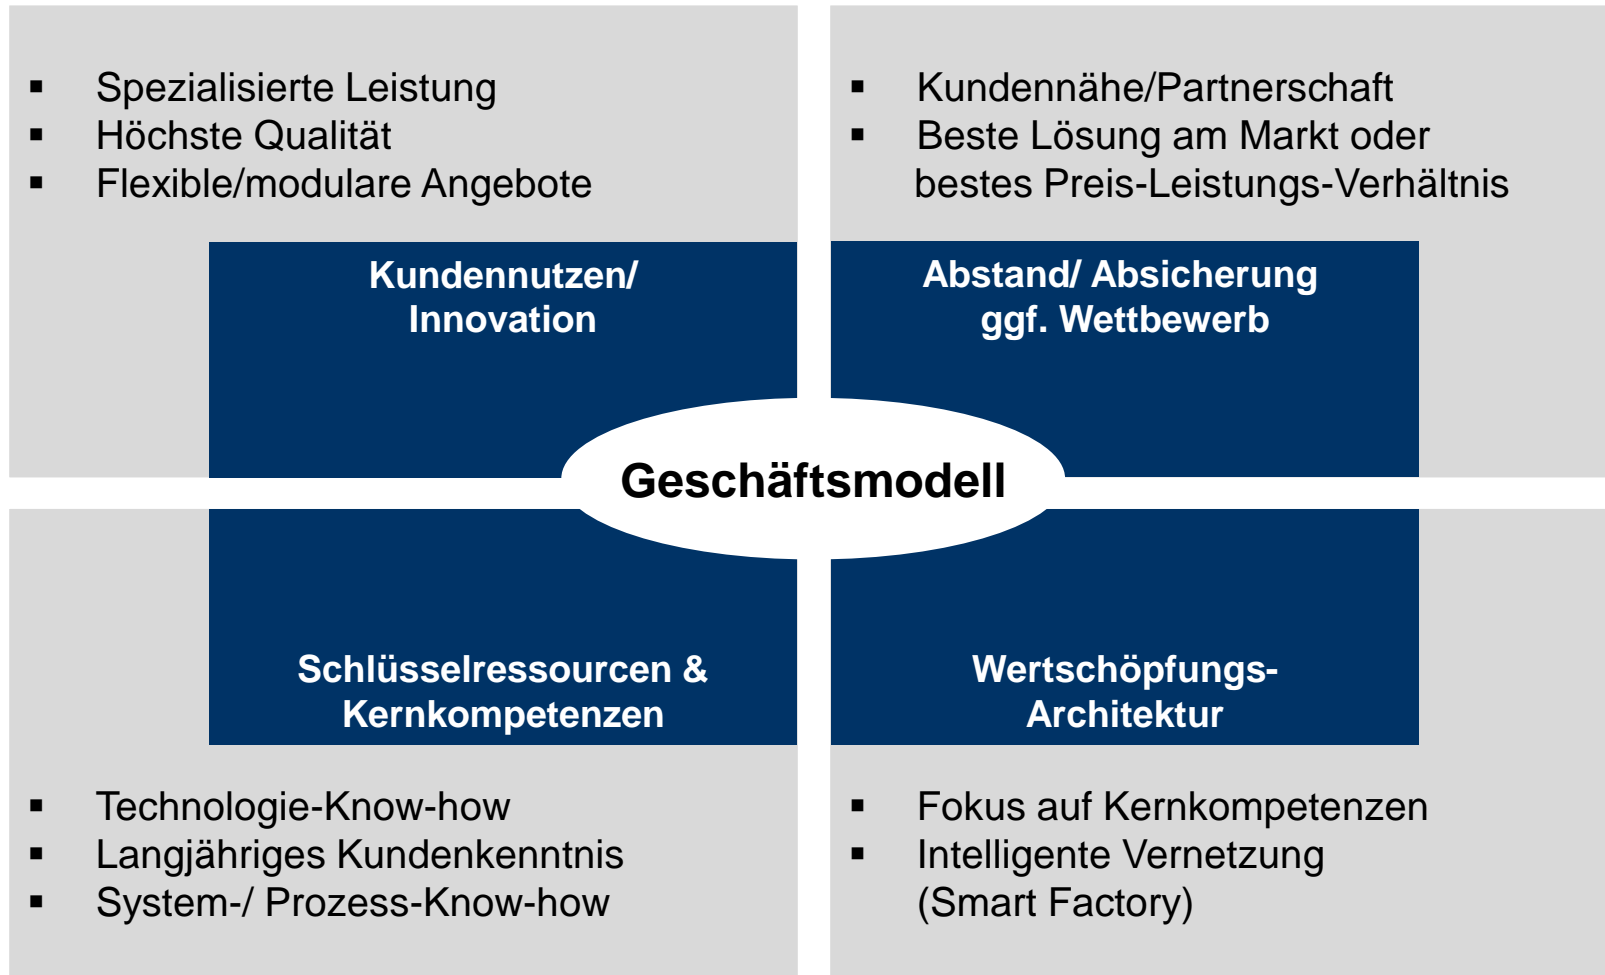 ▪ Spezialisierte Leistung
▪ Höchste Qualität
▪ Flexible/modulare Angebote
Kundennutzen/
Innovation
▪ Kundennähe/Partnerschaft
▪ Beste Lösung am Markt oder
bestes Preis-Leistungs-Verhältnis
Abstand/ Absicherung
ggf. Wettbewerb
Geschäftsmodell
Schlüsselressourcen &
Kernkompetenzen
▪ Technologie-Know-how
▪ Langjähriges Kundenkenntnis
▪ System-/ Prozess-Know-how
Wertschöpfungs-
Architektur
▪ Fokus auf Kernkompetenzen
▪ Intelligente Vernetzung
(Smart Factory)